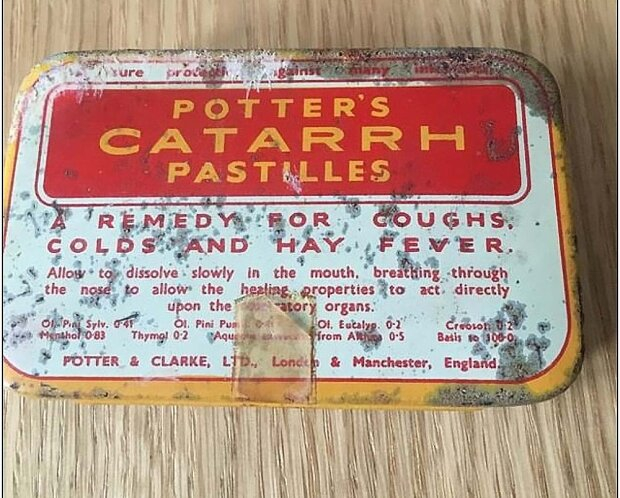 sure against many
POTTER'S
CATARRH
PASTILLES
A REMEDY FOR COUGHS,
COLDS AND HAY FEVER.
Allow to dissolve slowly in the mouth, breathing through
the nose to allow the healing properties to act directly
upon the organs.
Ol. Pini Sylv. 0·41 Ol. Pini Ol. Eucalyp. 0·2 Creosot. 0·2
Menthol 0·83 Thymol 0·2 from Althea 0·5 Basis to 100·0
POTTER & CLARKE, LTD., London & Manchester, England.